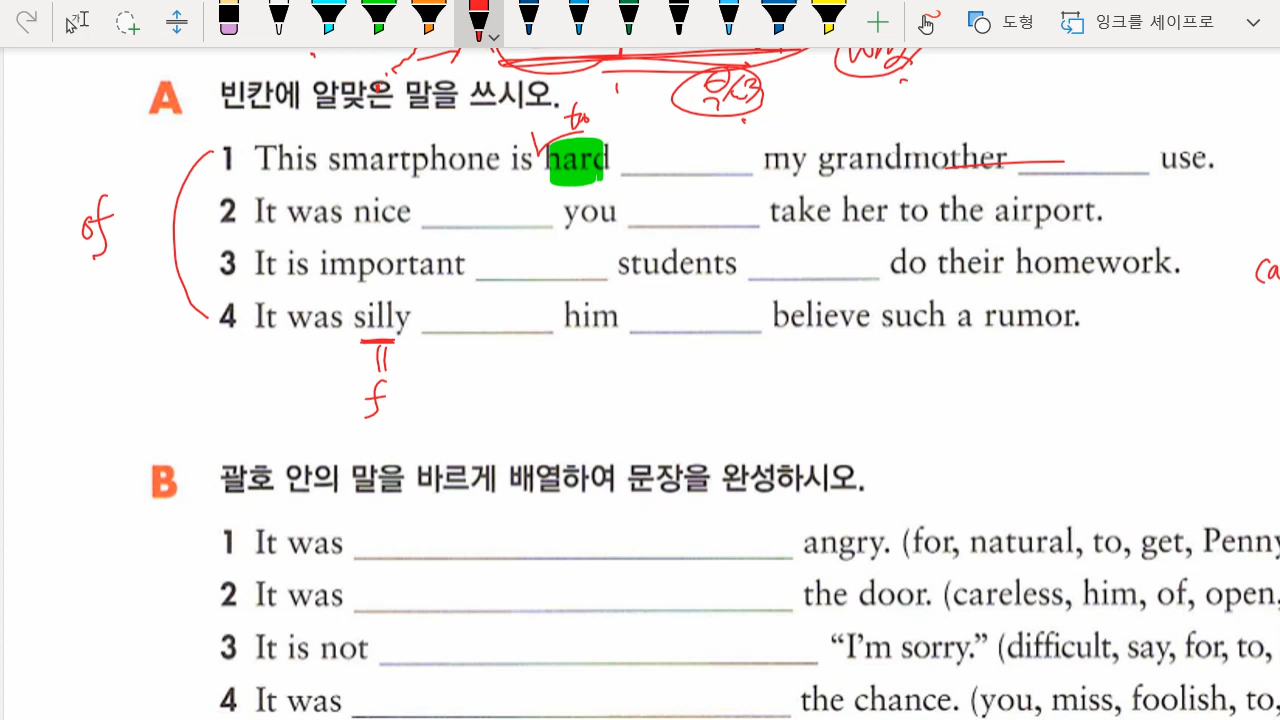 도형
잉크를 셰이프로
A 빈칸에 알맞은 말을 쓰시오.
1 This smartphone is hard ________ my grandmother ________ use.
2 It was nice ________ you ________ take her to the airport.
of
3 It is important ________ students ________ do their homework.
4 It was silly ________ him ________ believe such a rumor.
f
B 괄호 안의 말을 바르게 배열하여 문장을 완성하시오.
1 It was ________ angry. (for, natural, to, get, Penny
2 It was ________ the door. (careless, him, of, open,
3 It is not ________ “I’m sorry.” (difficult, say, for, to,
4 It was ________ the chance. (you, miss, foolish, to,